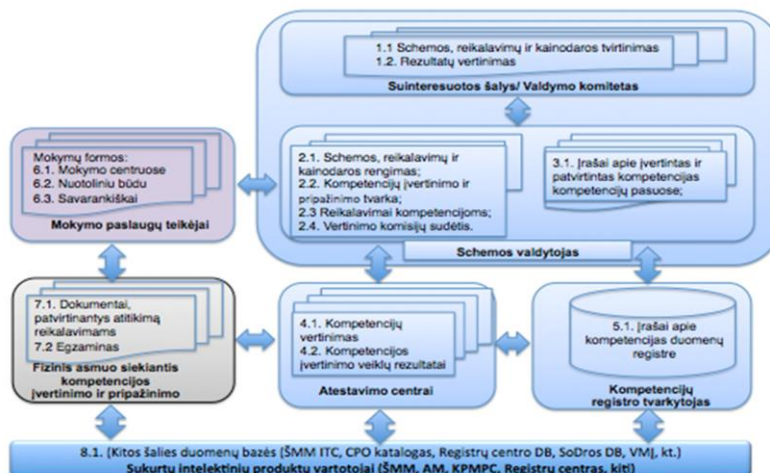 1.1 Schemos, reikalavimų ir kainodaros tvirtinimas
1.2. Rezultatų vertinimas
Suinteresuotos šalys/ Valdymo komitetas
Mokymų formos:
6.1. Mokymo centruose
6.2. Nuotoliniu būdu
6.3. Savarankiškai
Mokymo paslaugų teikėjai
2.1. Schemos, reikalavimų ir
kainodaros rengimas;
2.2. Kompetencijų įvertinimo ir
pripažinimo tvarka;
2.3 Reikalavimai kompetencijoms;
2.4. Vertinimo komisijų sudėtis.
3.1. Įrašai apie įvertintas ir
patvirtintas kompetencijas
kompetencijų pasuose;
Schemos valdytojas
7.1. Dokumentai,
patvirtinantys atitikimą
reikalavimams
7.2 Egzaminas
Fizinis asmuo siekiantis
kompetencijos
įvertinimo ir pripažinimo
4.1. Kompetencijų
vertinimas
4.2. Kompetencijos
įvertinimo veiklų rezultatai
Atestavimo centrai
5.1. Įrašai apie
kompetencijas duomenų
registre
Kompetencijų
registro tvarkytojas
8.1. (Kitos šalies duomenų bazės (ŠMM ITC, CPO katalogas, Registrų centro DB, SoDros DB, VMĮ, kt.)
Sukurtų intelektinių produktų vartotojai (ŠMM, AM, KPMPC, Registrų centras, kiti)